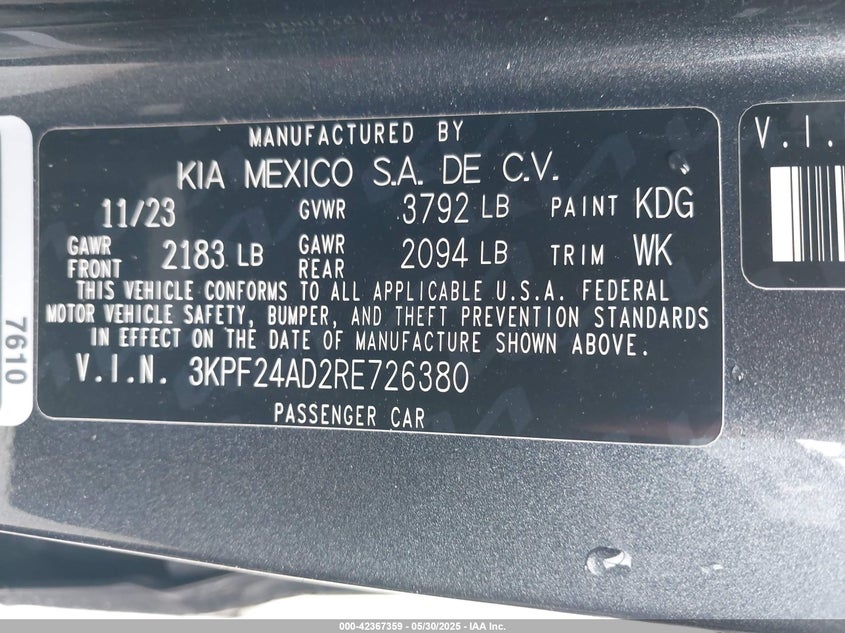 MANUFACTURED BY
KIA MEXICO S.A. DE C.V.
11/23 GVWR 3792 LB PAINT KDG
GAWR FRONT 2183 LB GAWR REAR 2094 LB TRIM WK
THIS VEHICLE CONFORMS TO ALL APPLICABLE U.S.A. FEDERAL
MOTOR VEHICLE SAFETY, BUMPER, AND THEFT PREVENTION STANDARDS
IN EFFECT ON THE DATE OF MANUFACTURE SHOWN ABOVE.
V.I.N. 3KPF24AD2RE726380
PASSENGER CAR
V.I.
7610
000-42367359 - 05/30/2025 - IAA Inc.